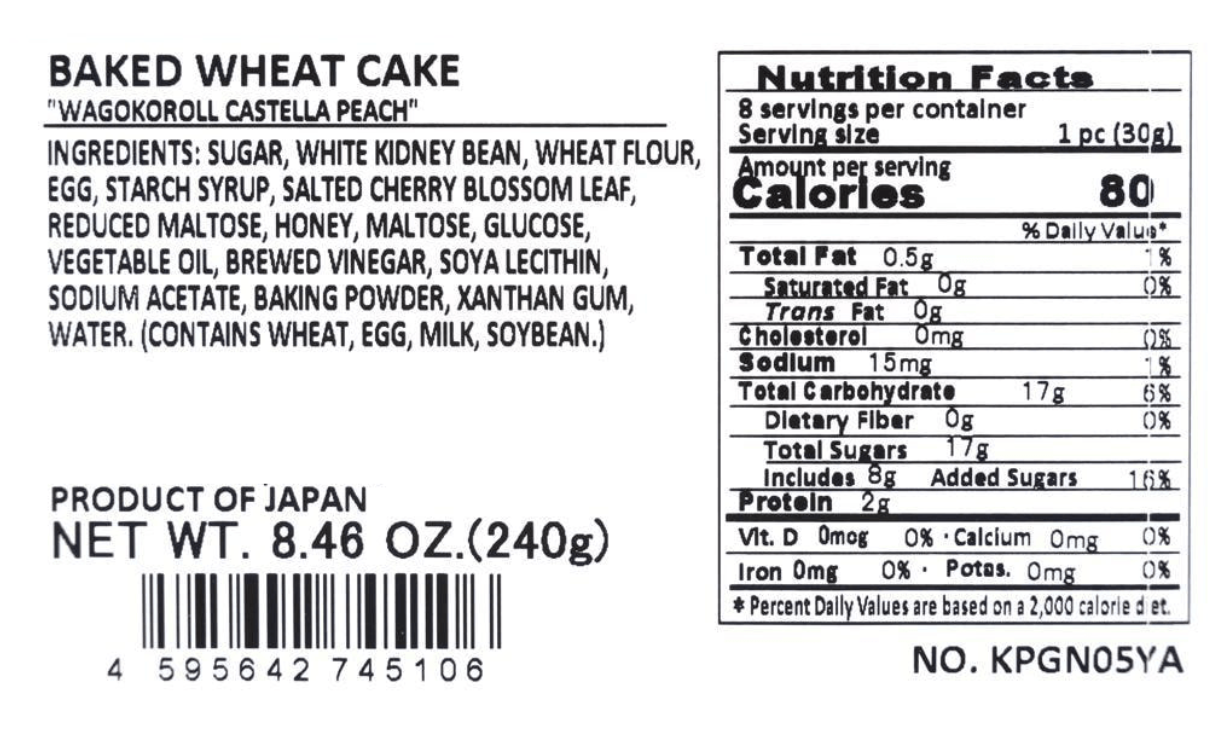 BAKED WHEAT CAKE
"WAGOKOROLL CASTELLA PEACH"
INGREDIENTS: SUGAR, WHITE KIDNEY BEAN, WHEAT FLOUR,
EGG, STARCH SYRUP, SALTED CHERRY BLOSSOM LEAF,
REDUCED MALTOSE, HONEY, MALTOSE, GLUCOSE,
VEGETABLE OIL, BREWED VINEGAR, SOYA LECITHIN,
SODIUM ACETATE, BAKING POWDER, XANTHAN GUM,
WATER. (CONTAINS WHEAT, EGG, MILK, SOYBEAN.)
PRODUCT OF JAPAN
NET WT. 8.46 OZ.(240g)
4 595642 745106
Nutrition Facts
8 servings per container
Serving size 1 pc (30g)
Amount per serving
Calories 80
% Daily Value*
Total Fat 0.5g 1%
Saturated Fat 0g 0%
Trans Fat 0g
Cholesterol 0mg 0%
Sodium 15mg 1%
Total Carbohydrate 17g 6%
Dietary Fiber 0g 0%
Total Sugars 17g
Includes 8g Added Sugars 16%
Protein 2g
Vit. D 0mcg 0% · Calcium 0mg 0%
Iron 0mg 0% · Potas. 0mg 0%
* Percent Daily Values are based on a 2,000 calorie diet.
NO. KPGN05YA